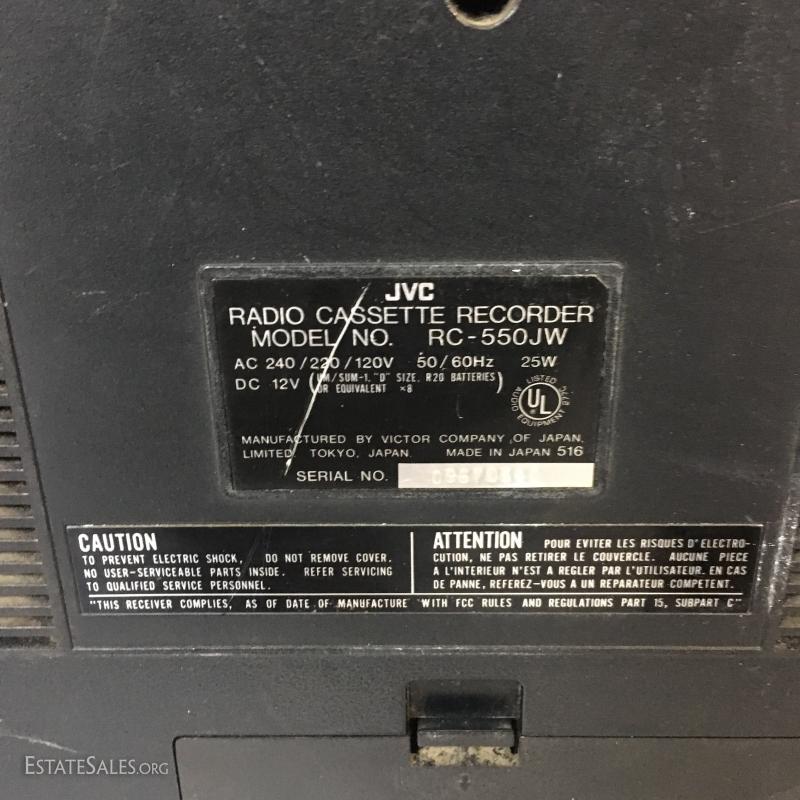 JVC
RADIO CASSETTE RECORDER
MODEL NO. RC-550JW
AC 240/220/120V 50/60Hz 25W
DC 12V (UM/SUM-1, "D" SIZE, R20 BATTERIES) ×8
OR EQUIVALENT
LISTED 877C
UL
AUDIO EQUIPMENT
MANUFACTURED BY VICTOR COMPANY OF JAPAN,
LIMITED, TOKYO, JAPAN. MADE IN JAPAN 516
SERIAL NO.
CAUTION
TO PREVENT ELECTRIC SHOCK, DO NOT REMOVE COVER.
NO USER-SERVICEABLE PARTS INSIDE. REFER SERVICING
TO QUALIFIED SERVICE PERSONNEL.
ATTENTION POUR EVITER LES RISQUES D'ELECTRO-
CUTION, NE PAS RETIRER LE COUVERCLE. AUCUNE PIECE
A L'INTERIEUR N'EST A REGLER PAR L'UTILISATEUR. EN CAS
DE PANNE, REFEREZ-VOUS A UN REPARATEUR COMPETENT.
"THIS RECEIVER COMPLIES, AS OF DATE OF MANUFACTURE WITH FCC RULES AND REGULATIONS PART 15, SUBPART C"
ESTATESALES.ORG